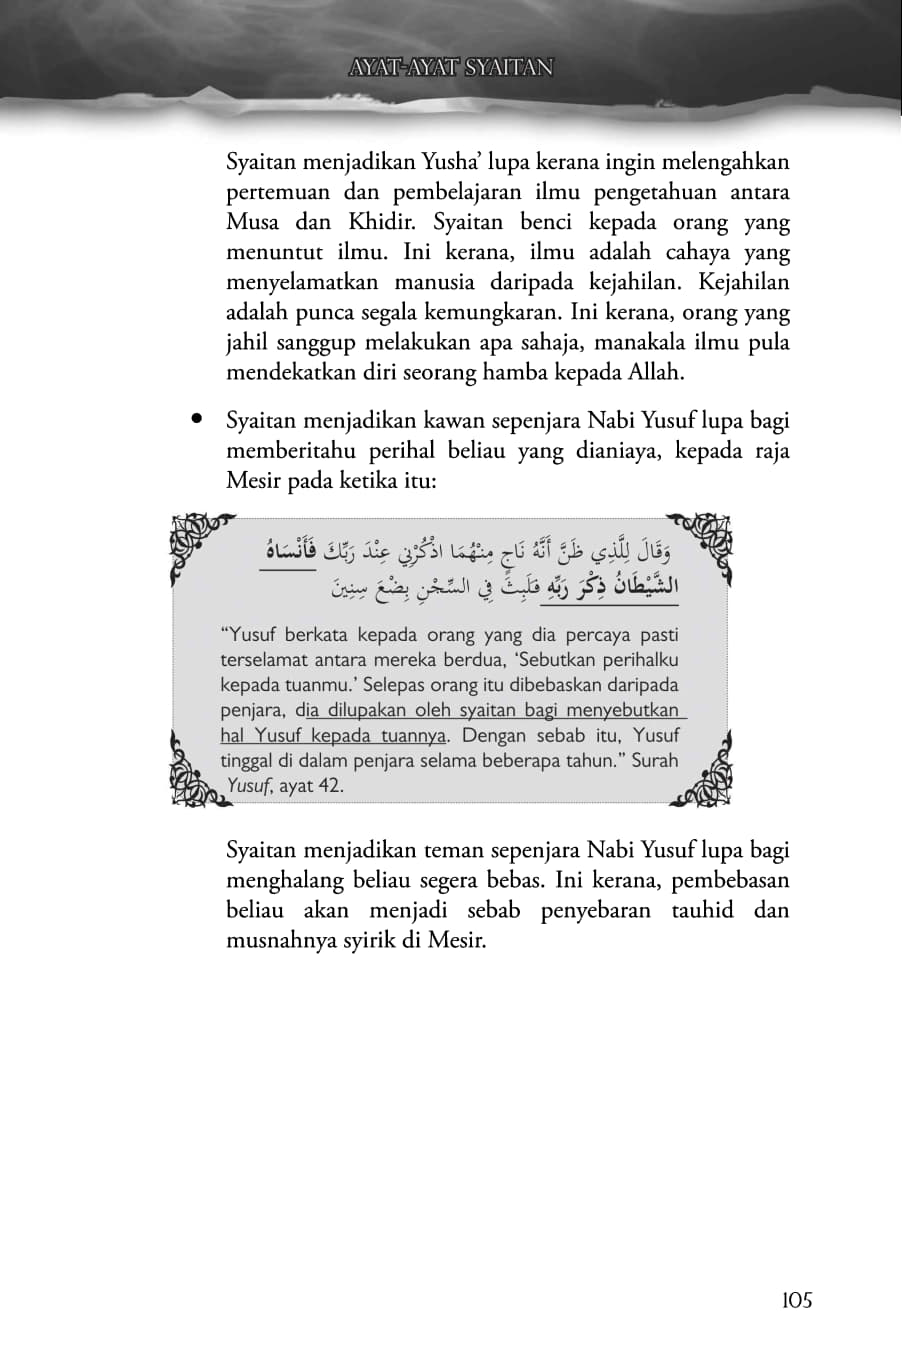 AYAT-AYAT SYAITAN
Syaitan menjadikan Yusha’ lupa kerana ingin melengahkan
pertemuan dan pembelajaran ilmu pengetahuan antara
Musa dan Khidir. Syaitan benci kepada orang yang
menuntut ilmu. Ini kerana, ilmu adalah cahaya yang
menyelamatkan manusia daripada kejahilan. Kejahilan
adalah punca segala kemungkaran. Ini kerana, orang yang
jahil sanggup melakukan apa sahaja, manakala ilmu pula
mendekatkan diri seorang hamba kepada Allah.
• Syaitan menjadikan kawan sepenjara Nabi Yusuf lupa bagi
memberitahu perihal beliau yang dianiaya, kepada raja
Mesir pada ketika itu:
وَقَالَ لِلَّذِي ظَنَّ أَنَّهُ نَاجٍ مِنْهُمَا اذْكُرْنِي عِنْدَ رَبِّكَ فَأَنْسَاهُ
الشَّيْطَانُ ذِكْرَ رَبِّهِ فَلَبِثَ فِي السِّجْنِ بِضْعَ سِنِينَ
“Yusuf berkata kepada orang yang dia percaya pasti
terselamat antara mereka berdua, ‘Sebutkan perihalku
kepada tuanmu.’ Selepas orang itu dibebaskan daripada
penjara, dia dilupakan oleh syaitan bagi menyebutkan
hal Yusuf kepada tuannya. Dengan sebab itu, Yusuf
tinggal di dalam penjara selama beberapa tahun.” Surah
Yusuf, ayat 42.
Syaitan menjadikan teman sepenjara Nabi Yusuf lupa bagi
menghalang beliau segera bebas. Ini kerana, pembebasan
beliau akan menjadi sebab penyebaran tauhid dan
musnahnya syirik di Mesir.
105